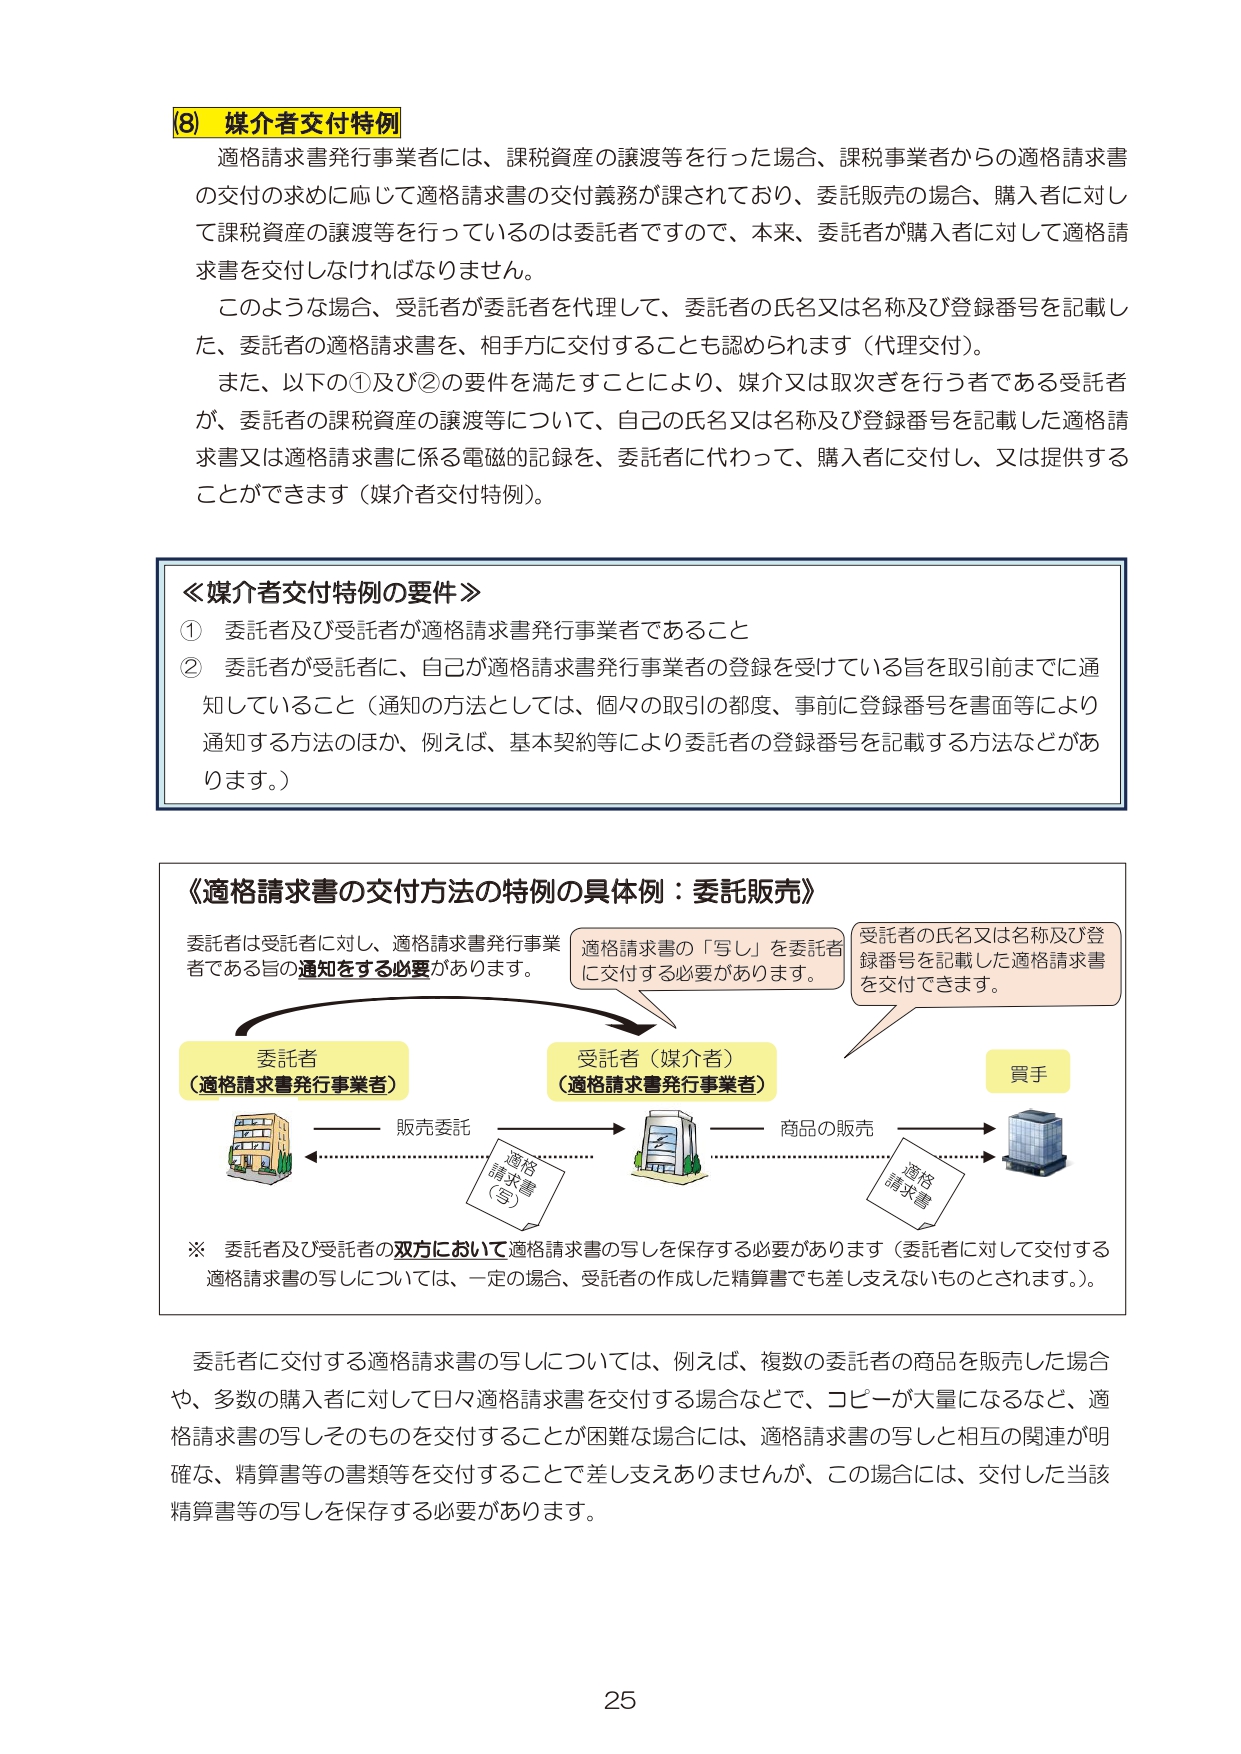 (8)　媒介者交付特例
適格請求書発行事業者には、課税資産の譲渡等を行った場合、課税事業者からの適格請求書
の交付の求めに応じて適格請求書の交付義務が課されており、委託販売の場合、購入者に対し
て課税資産の譲渡等を行っているのは委託者ですので、本来、委託者が購入者に対して適格請
求書を交付しなければなりません。
このような場合、受託者が委託者を代理して、委託者の氏名又は名称及び登録番号を記載し
た、委託者の適格請求書を、相手方に交付することも認められます（代理交付）。
また、以下の①及び②の要件を満たすことにより、媒介又は取次ぎを行う者である受託者
が、委託者の課税資産の譲渡等について、自己の氏名又は名称及び登録番号を記載した適格請
求書又は適格請求書に係る電磁的記録を、委託者に代わって、購入者に交付し、又は提供する
ことができます（媒介者交付特例）。
≪媒介者交付特例の要件≫
①　委託者及び受託者が適格請求書発行事業者であること
②　委託者が受託者に、自己が適格請求書発行事業者の登録を受けている旨を取引前までに通
知していること（通知の方法としては、個々の取引の都度、事前に登録番号を書面等により
通知する方法のほか、例えば、基本契約等により委託者の登録番号を記載する方法などがあ
ります。）
《適格請求書の交付方法の特例の具体例：委託販売》
委託者は受託者に対し、適格請求書発行事業
者である旨の通知をする必要があります。
適格請求書の「写し」を委託者
に交付する必要があります。
受託者の氏名又は名称及び登
録番号を記載した適格請求書
を交付できます。
委託者
（適格請求書発行事業者）
受託者（媒介者）
（適格請求書発行事業者）
買手
販売委託
商品の販売
適格
請求書
（写）
適格
請求書
※　委託者及び受託者の双方において適格請求書の写しを保存する必要があります（委託者に対して交付する
適格請求書の写しについては、一定の場合、受託者の作成した精算書でも差し支えないものとされます。）。
委託者に交付する適格請求書の写しについては、例えば、複数の委託者の商品を販売した場合
や、多数の購入者に対して日々適格請求書を交付する場合などで、コピーが大量になるなど、適
格請求書の写しそのものを交付することが困難な場合には、適格請求書の写しと相互の関連が明
確な、精算書等の書類等を交付することで差し支えありませんが、この場合には、交付した当該
精算書等の写しを保存する必要があります。
25